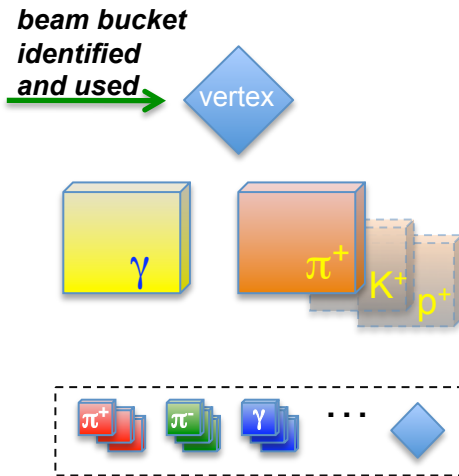 beam bucket
identified
and used
vertex
γ
π⁺
K⁺
p⁺
π⁺
π⁻
γ
...